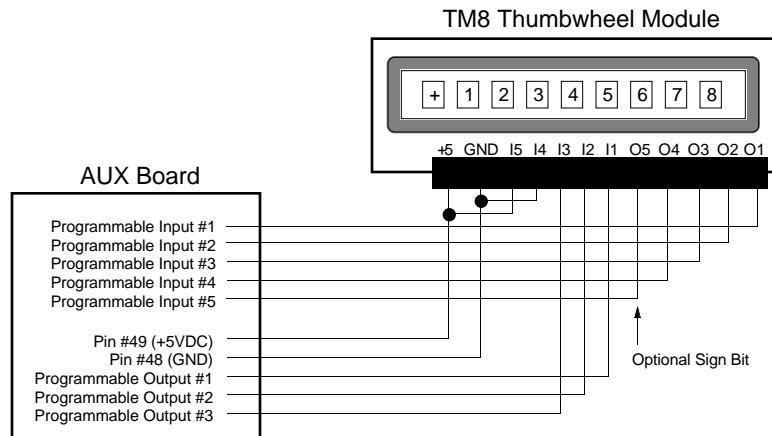 TM8 Thumbwheel Module
+ 1 2 3 4 5 6 7 8
+5 GND I5 I4 I3 I2 I1 O5 O4 O3 O2 O1
AUX Board
Programmable Input #1
Programmable Input #2
Programmable Input #3
Programmable Input #4
Programmable Input #5
Pin #49 (+5VDC)
Pin #48 (GND)
Programmable Output #1
Programmable Output #2
Programmable Output #3
Optional Sign Bit